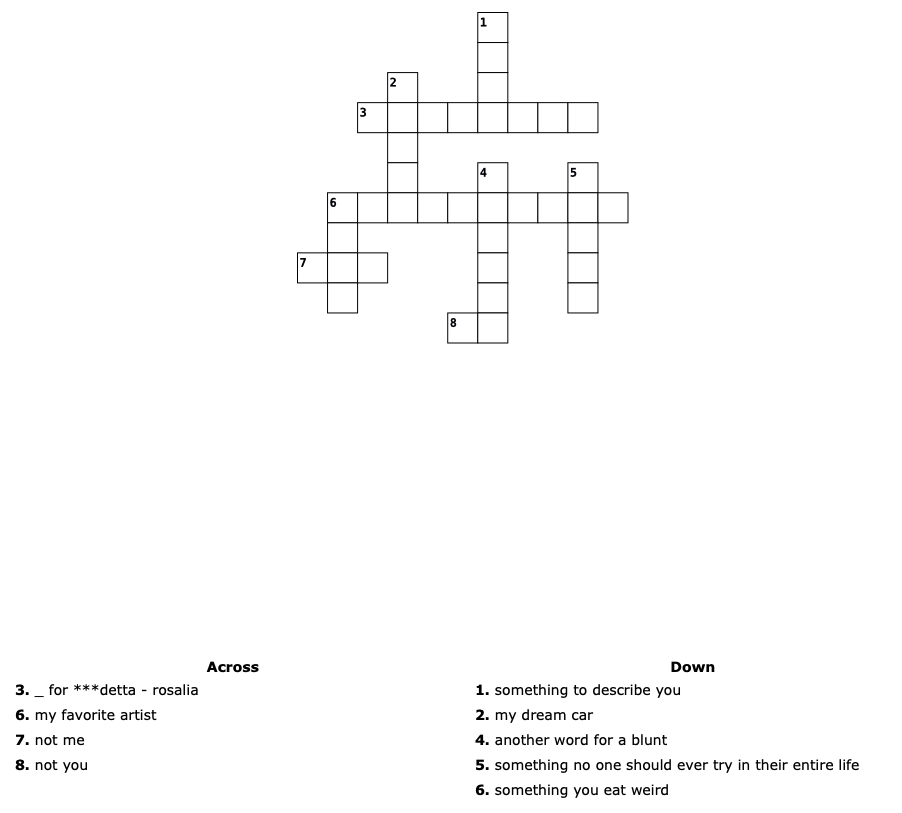 1
2
3
4
5
6
7
8
Across
3. _ for ***detta - rosalia
6. my favorite artist
7. not me
8. not you
Down
1. something to describe you
2. my dream car
4. another word for a blunt
5. something no one should ever try in their entire life
6. something you eat weird